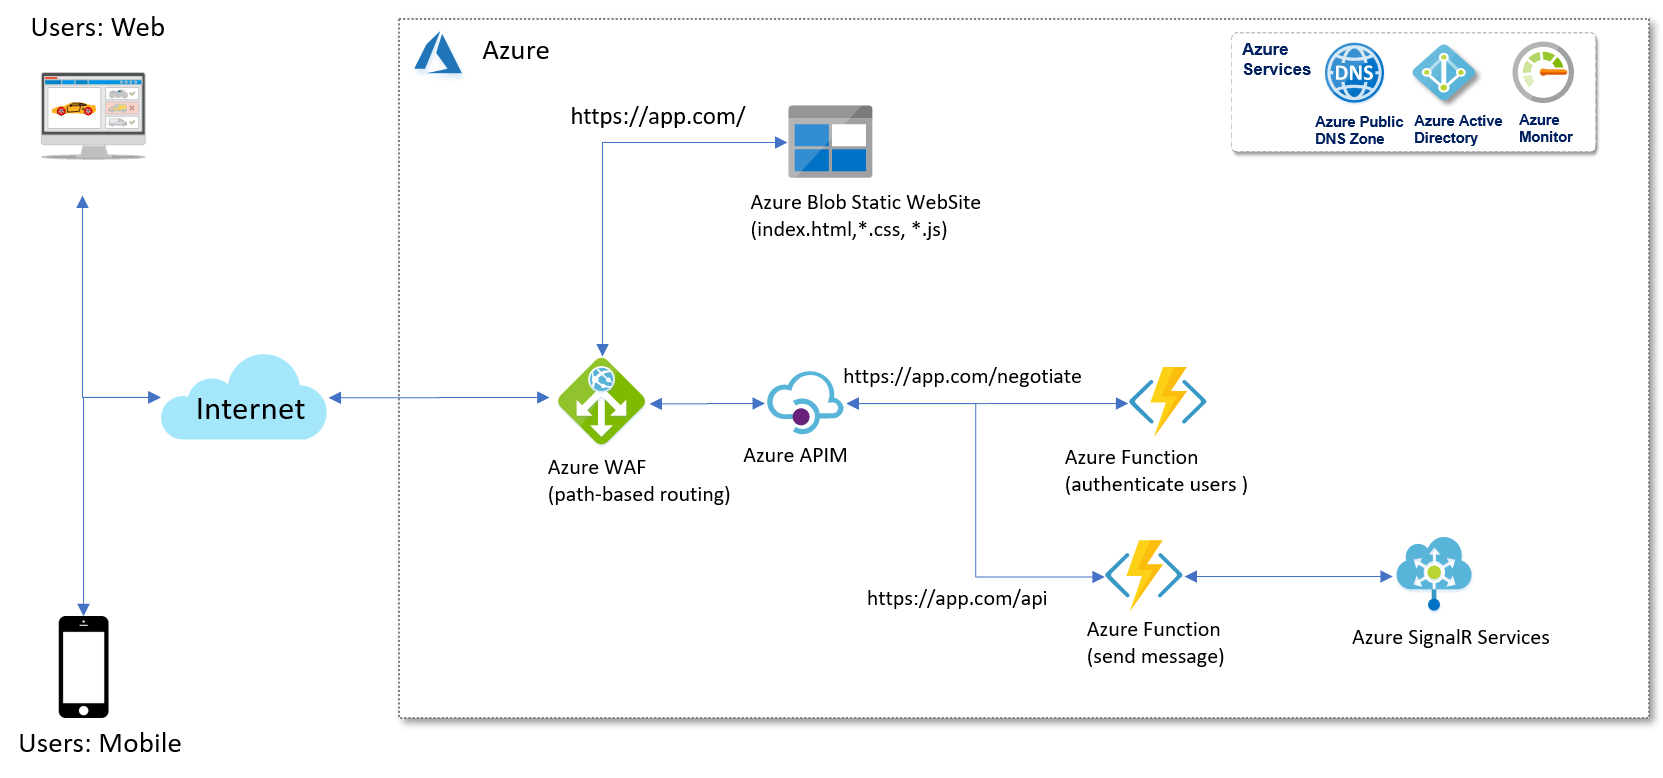 Users: Web
Azure
https://app.com/
Azure
Services
DNS
Azure Public
DNS Zone
Azure Active
Directory
Azure
Monitor
Azure Blob Static WebSite
(index.html,*.css, *.js)
Internet
https://app.com/negotiate
Azure WAF
(path-based routing)
Azure APIM
Azure Function
(authenticate users )
https://app.com/api
Azure Function
(send message)
Azure SignalR Services
Users: Mobile